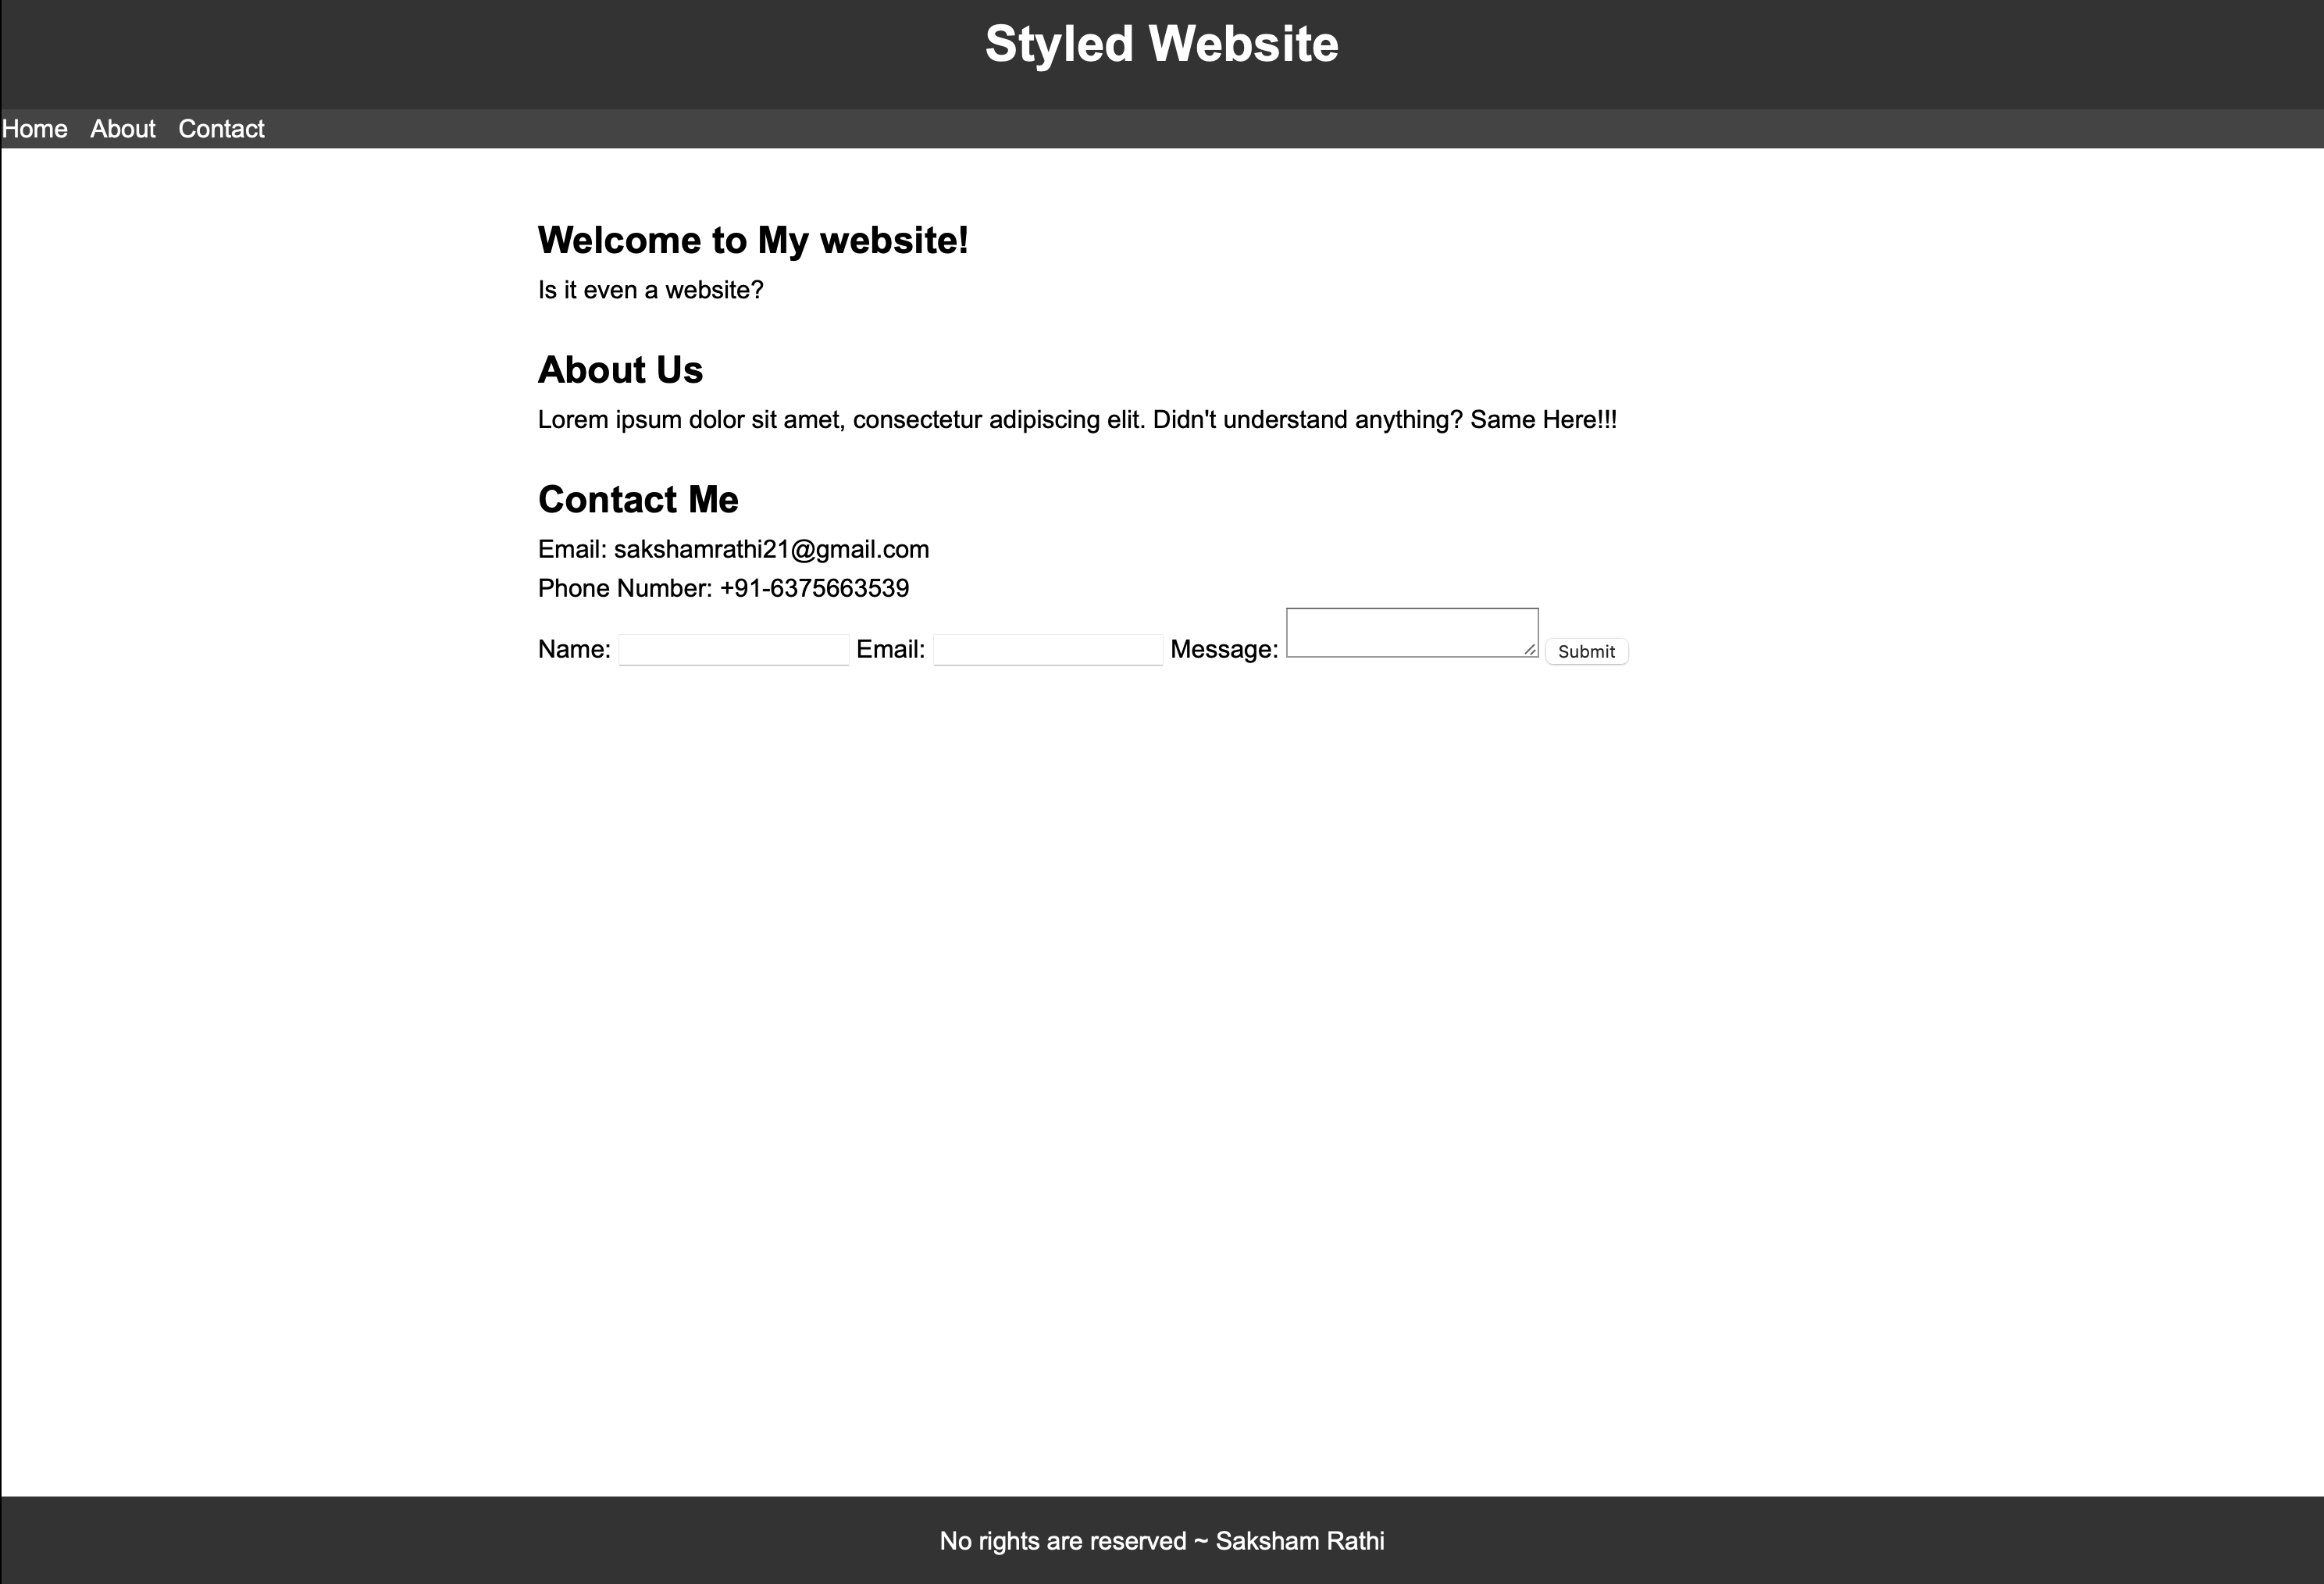 Styled Website
Home About Contact
Welcome to My website!
Is it even a website?
About Us
Lorem ipsum dolor sit amet, consectetur adipiscing elit. Didn't understand anything? Same Here!!!
Contact Me
Email: sakshamrathi21@gmail.com
Phone Number: +91-6375663539
Name: Email: Message: Submit
No rights are reserved ~ Saksham Rathi